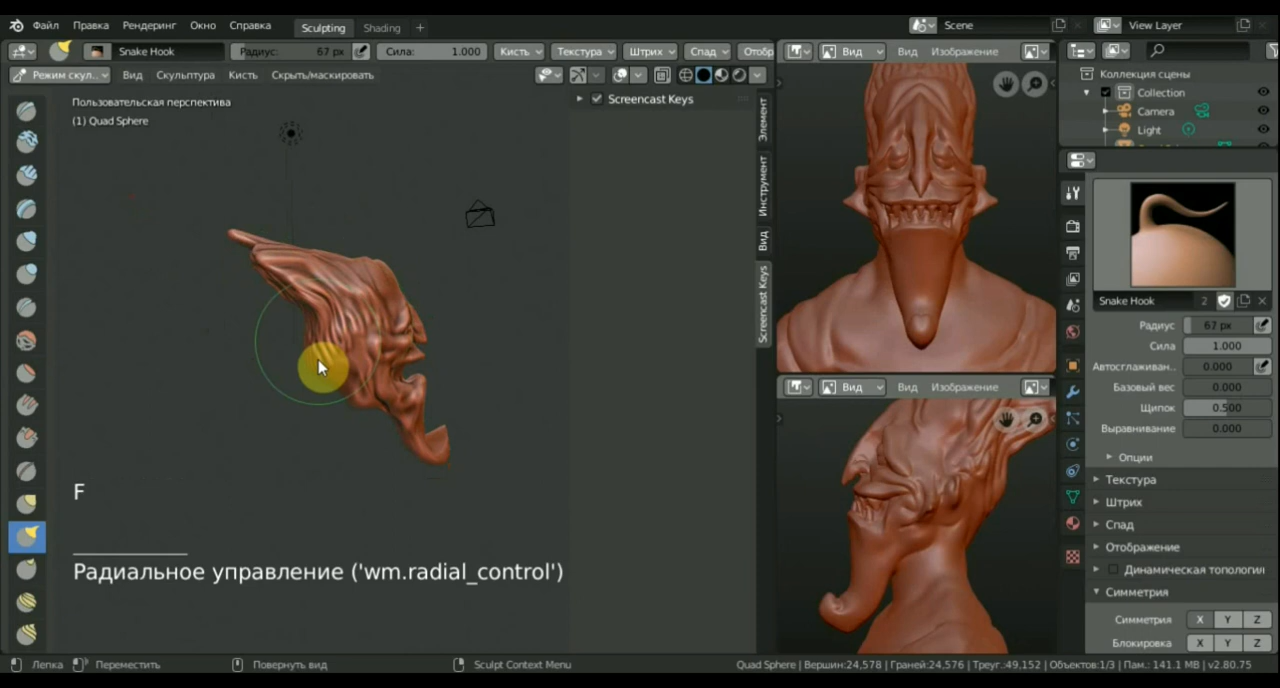 Файл Правка Рендеринг Окно Справка Sculpting Shading + Scene View Layer
Snake Hook Радиус: 67 px Сила: 1.000 Кисть Текстура Штрих Спад Отобр
Вид Вид Изображение
Режим скул.. Вид Скульптура Кисть Скрыть/маскировать
Коллекция сцены
Collection
Camera
Light
Пользовательская перспектива
(1) Quad Sphere
Screencast Keys
Элемент
Инструмент
Вид
Screencast Keys
Snake Hook 2
Радиус 67 px
Сила 1.000
Автосглаживан.. 0.000
Базовый вес 0.000
Щипок 0.500
Выравнивание 0.000
Опции
Текстура
Штрих
Спад
Отображение
Динамическая топология
Симметрия
Симметрия X Y Z
Блокировка X Y Z
Вид Вид Изображение
F
Радиальное управление ('wm.radial_control')
Лепка Переместить Повернуть вид Sculpt Context Menu Quad Sphere | Вершин:24,578 | Граней:24,576 | Треуг.:49,152 | Объектов:1/3 | Пам.: 141.1 MB | v2.80.75